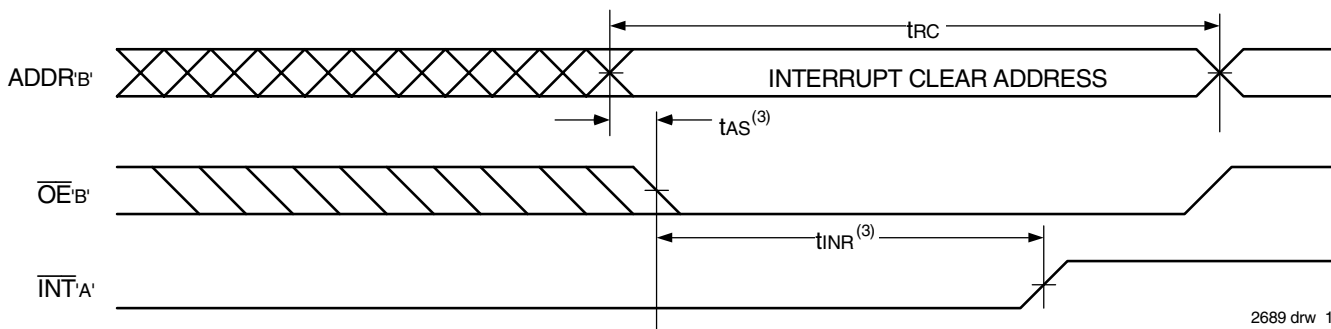 tRC
ADDR'B'
INTERRUPT CLEAR ADDRESS
tAS(3)
OE'B'
tINR(3)
INT'A'
2689 drw 1